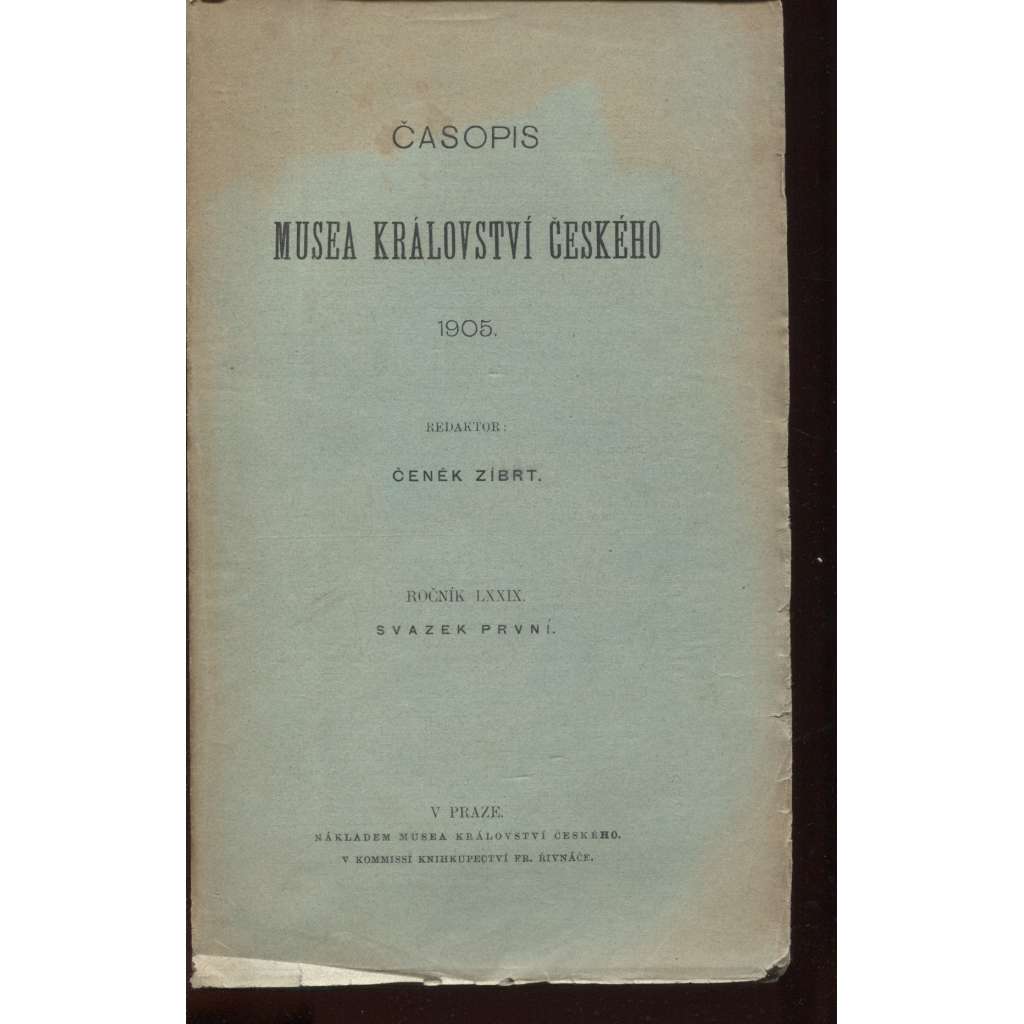 ČASOPIS
MUSEA KRÁLOVSTVÍ ČESKÉHO
1905.
REDAKTOR:
ČENĚK ZÍBRT.
ROČNÍK LXXIX.
SVAZEK PRVNÍ.
V PRAZE.
NÁKLADEM MUSEA KRÁLOVSTVÍ ČESKÉHO.
V KOMMISSÍ KNIHKUPECTVÍ FR. ŘIVNÁČE.